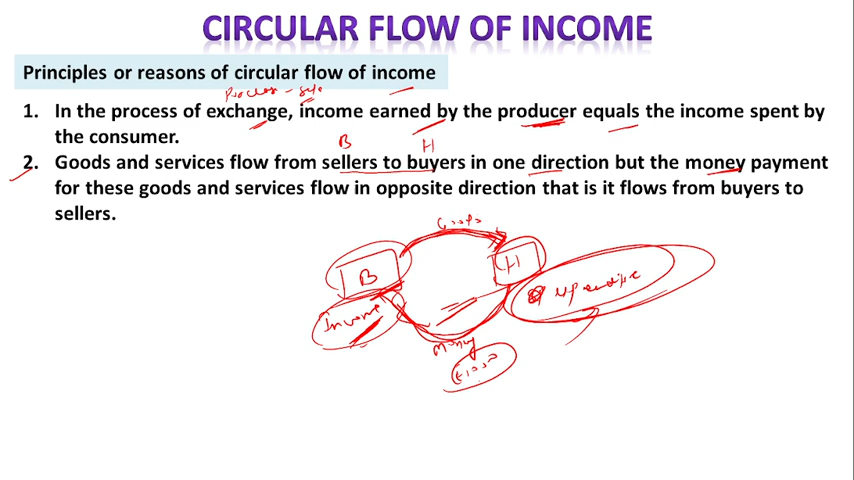 CIRCULAR FLOW OF INCOME
Principles or reasons of circular flow of income
1. In the process of exchange, income earned by the producer equals the income spent by
the consumer.
B H
2. Goods and services flow from sellers to buyers in one direction but the money payment
for these goods and services flow in opposite direction that is it flows from buyers to
sellers.
Goods
B H
Income
Money